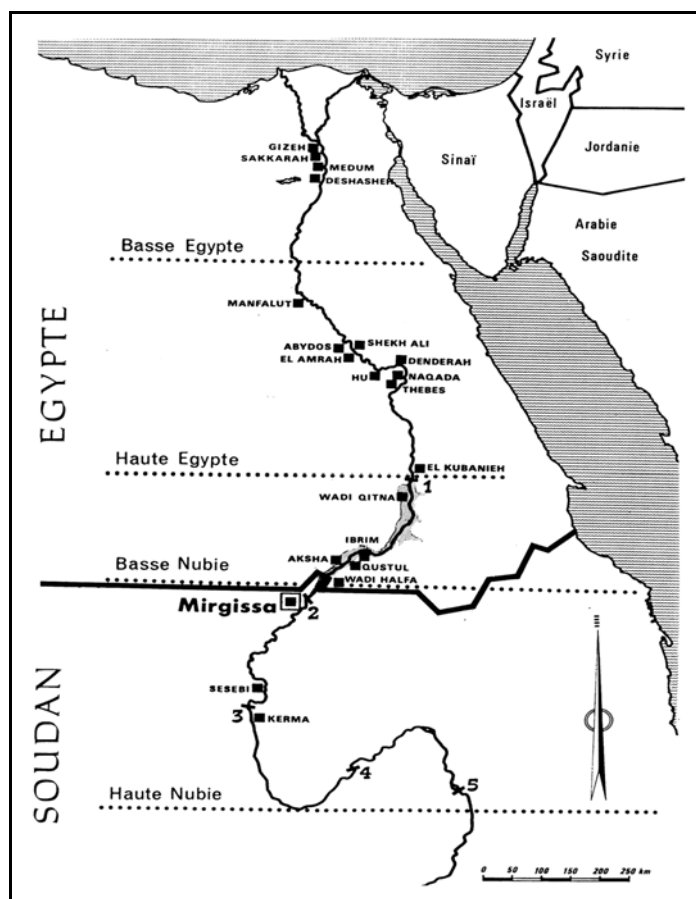 Syrie
Israël
Jordanie
Sinaï
Arabie
Saoudite
GIZEH
SAKKARAH
MEDUM
DESHASHEH
Basse Egypte
EGYPTE
MANFALUT
ABYDOS
SHEKH ALI
EL AMRAH
DENDERAH
HU
NAQADA
THEBES
Haute Egypte
EL KUBANIEH
1
WADI QITNA
IBRIM
AKSHA
QUSTUL
Basse Nubie
WADI HALFA
Mirgissa
2
SOUDAN
SESEBI
3
KERMA
4
5
Haute Nubie
0 50 100 150 200 250 km